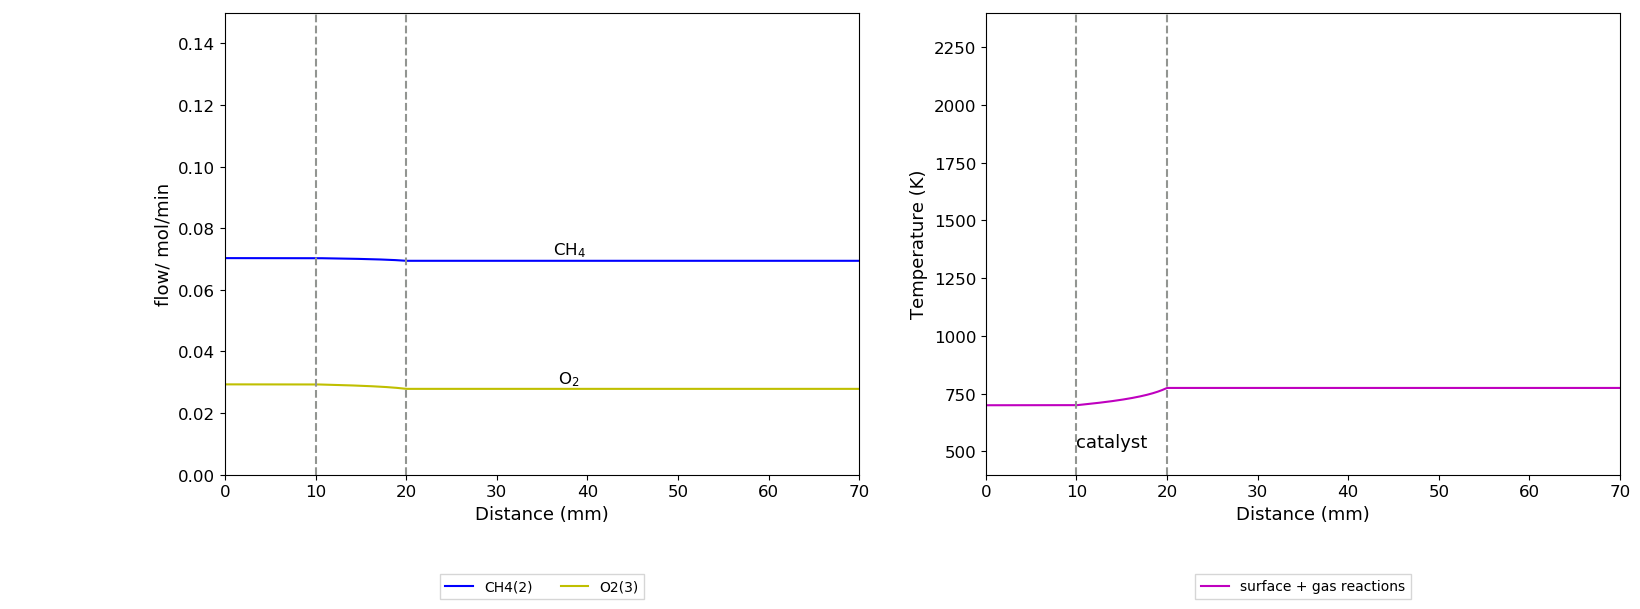 0.14
0.12
0.10
0.08
0.06
0.04
0.02
0.00
flow/ mol/min
CH₄
O₂
0 10 20 30 40 50 60 70
Distance (mm)
CH4(2) O2(3)
2250
2000
1750
1500
1250
1000
750
500
Temperature (K)
catalyst
0 10 20 30 40 50 60 70
Distance (mm)
surface + gas reactions